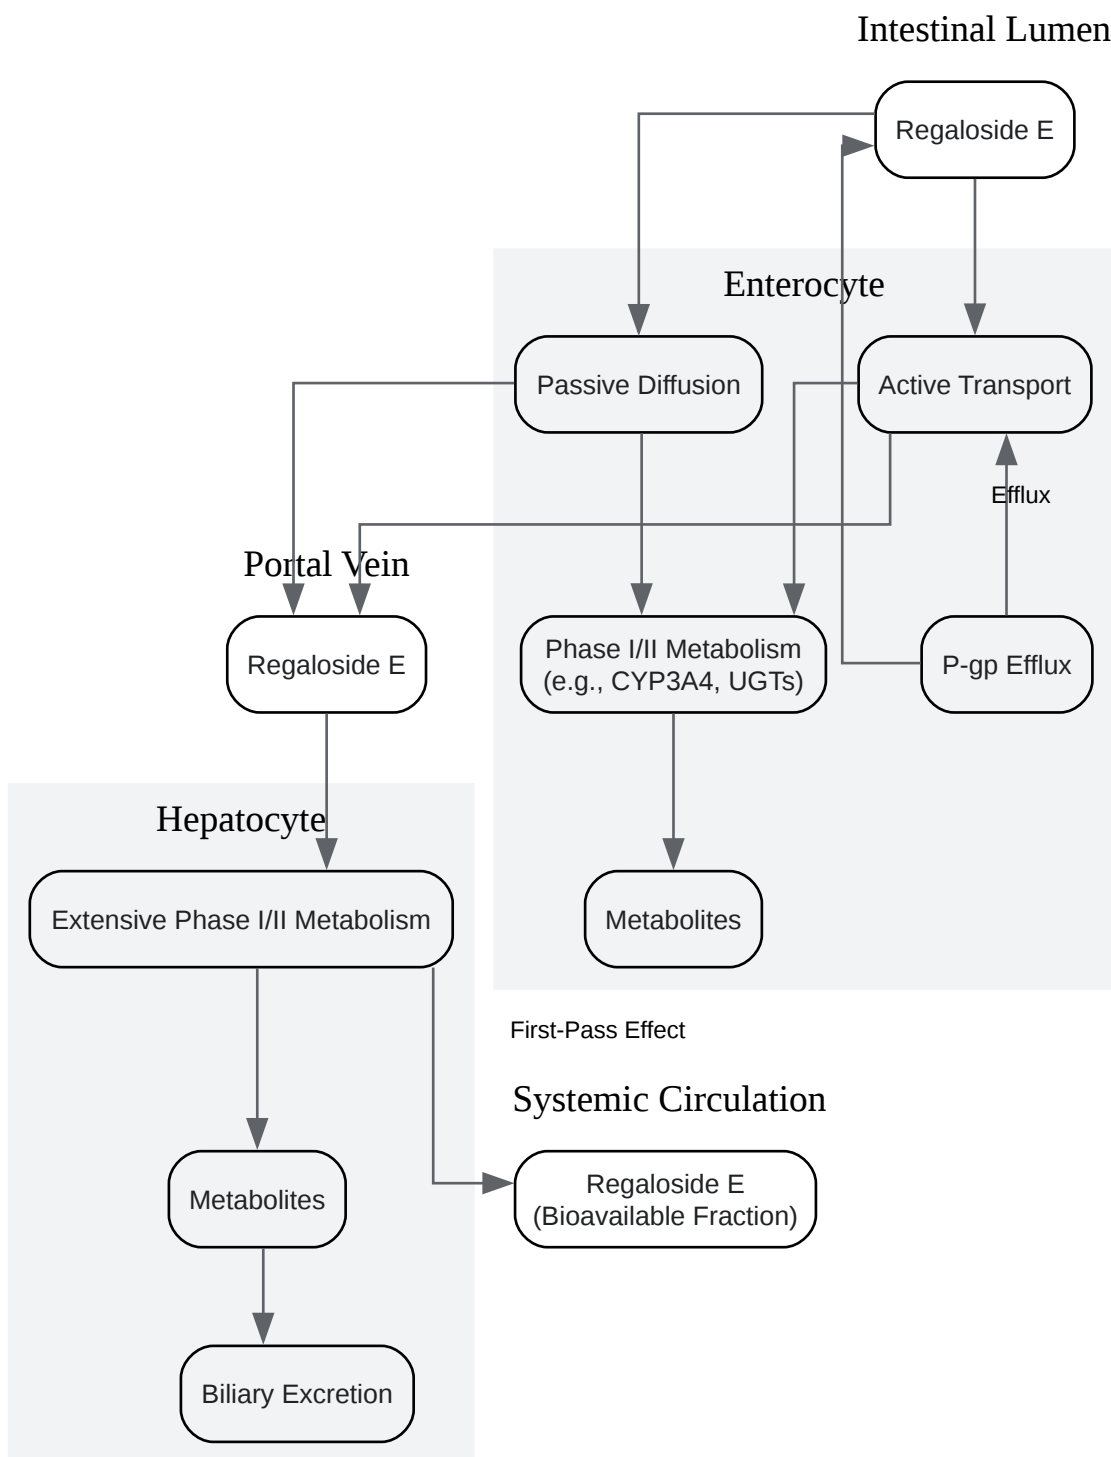 Intestinal Lumen
Regaloside E
Enterocyte
Passive Diffusion
Active Transport
Efflux
Portal Vein
Regaloside E
Phase I/II Metabolism
(e.g., CYP3A4, UGTs)
P-gp Efflux
Hepatocyte
Extensive Phase I/II Metabolism
Metabolites
First-Pass Effect
Systemic Circulation
Metabolites
Regaloside E
(Bioavailable Fraction)
Biliary Excretion